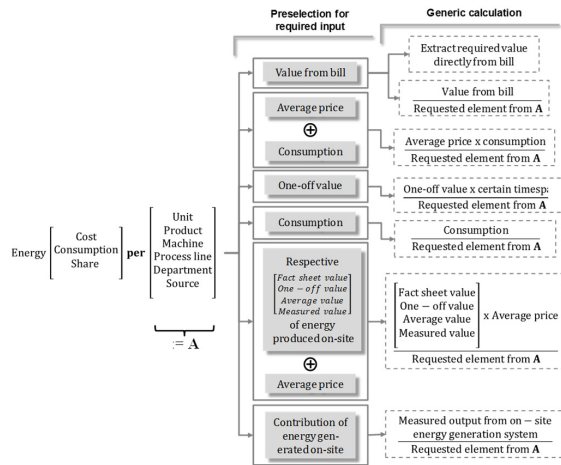 Preselection for
required input
Generic calculation
Value from bill
Extract required value
directly from bill
Value from bill
Requested element from A
Average price
⊕
Consumption
Average price x consumption
Requested element from A
One-off value
One-off value x certain timespa
Requested element from A
Consumption
Consumption
Requested element from A
Energy
Cost
Consumption
Share
per
Unit
Product
Machine
Process line
Department
Source
:= A
Respective
Fact sheet value
One − off value
Average value
Measured value
of energy
produced on-site
⊕
Average price
Fact sheet value
One − off value
Average value
Measured value
x Average price
Requested element from A
Contribution of
energy gen-
erated on-site
Measured output from on − site
energy generation system
Requested element from A